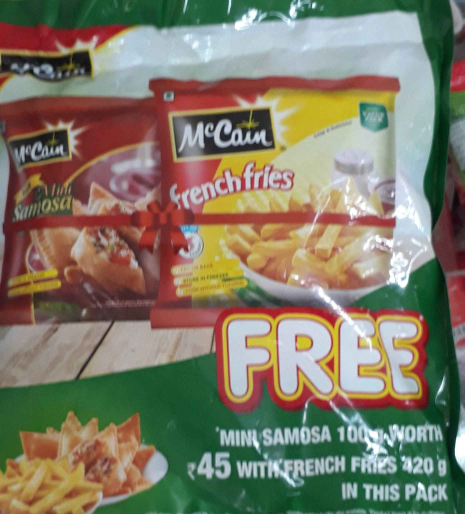 McCain
McCain
McCain
Mini
Samosa
french fries
FREE
*MINI SAMOSA 100 g WORTH
₹45 WITH FRENCH FRIES 420 g
IN THIS PACK